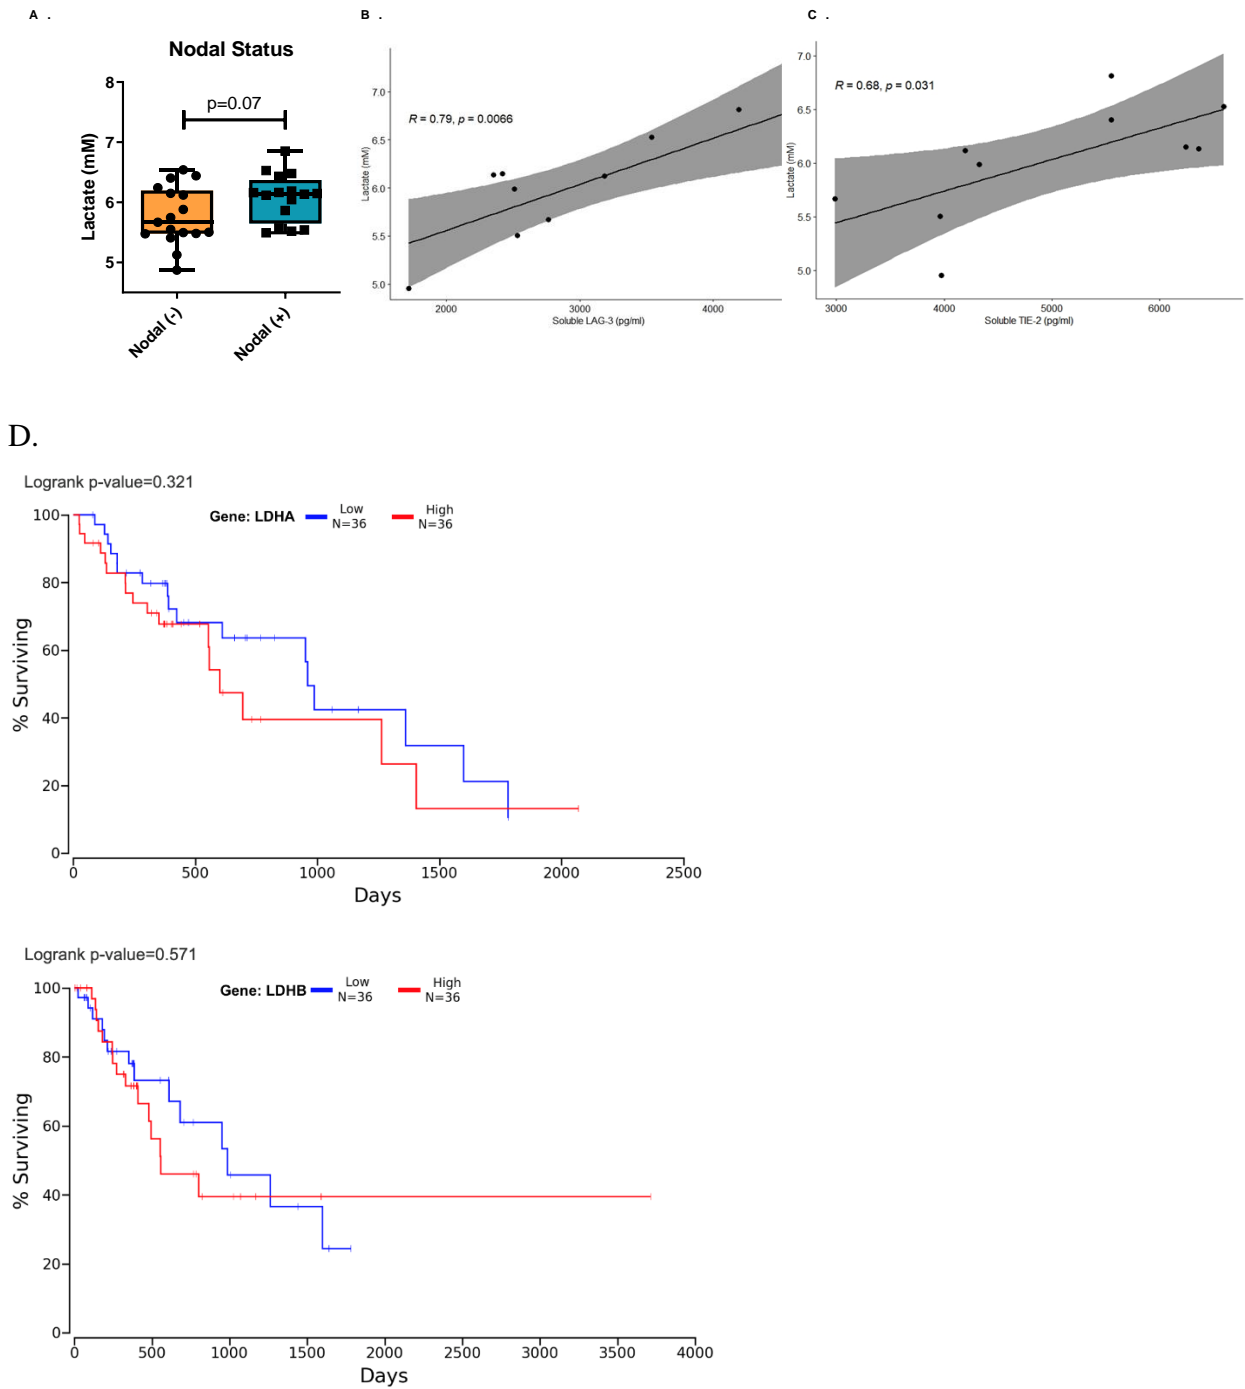 A .
B .
C .
Nodal Status
p=0.07
Lactate (mM)
8
7
6
5
Nodal (-)
Nodal (+)
R = 0.79, p = 0.0066
Lactate (mM)
7.0
6.5
6.0
5.5
5.0
2000
3000
4000
Soluble LAG-3 (pg/ml)
R = 0.68, p = 0.031
Lactate (mM)
7.0
6.5
6.0
5.5
5.0
3000
4000
5000
6000
Soluble TIE-2 (pg/ml)
D.
Logrank p-value=0.321
Gene: LDHA
Low
N=36
High
N=36
% Surviving
100
80
60
40
20
0
0
500
1000
1500
2000
2500
Days
Logrank p-value=0.571
Gene: LDHB
Low
N=36
High
N=36
% Surviving
100
80
60
40
20
0
0
500
1000
1500
2000
2500
3000
3500
4000
Days